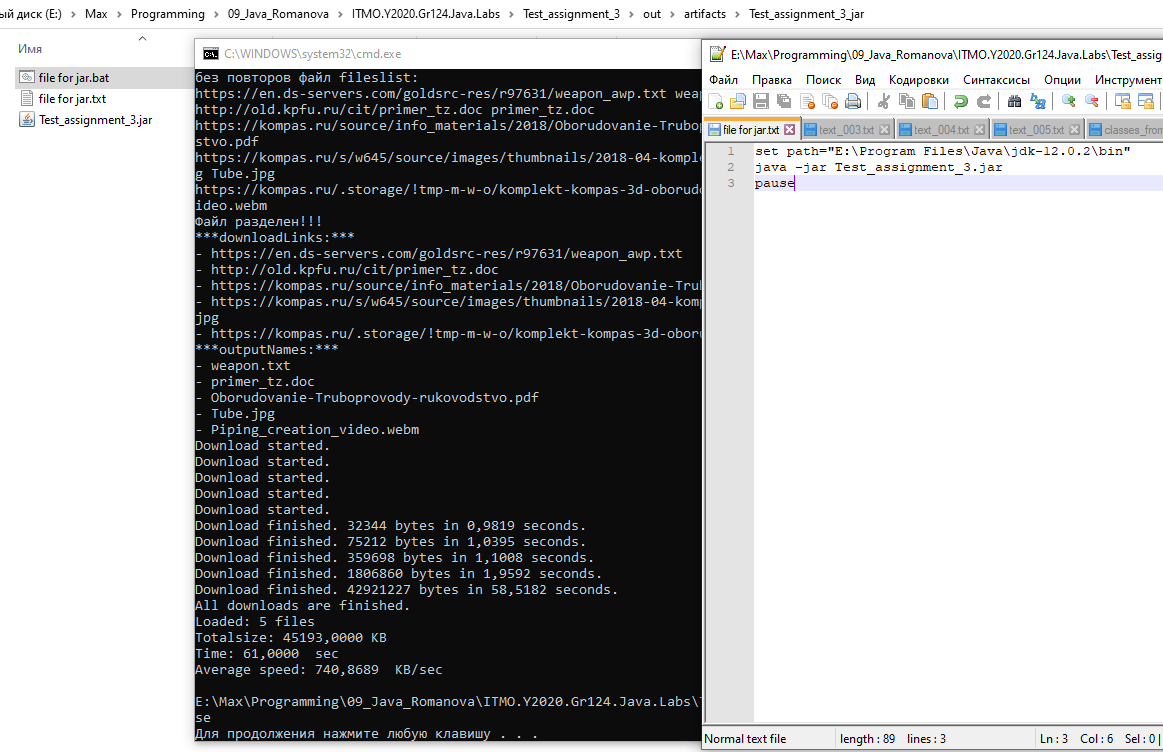 ый диск (E:) > Max > Programming > 09_Java_Romanova > ITMO.Y2020.Gr124.Java.Labs > Test_assignment_3 > out > artifacts > Test_assignment_3_jar
Имя
file for jar.bat
file for jar.txt
Test_assignment_3.jar
C:\WINDOWS\system32\cmd.exe
без повторов файл fileslist:
https://en.ds-servers.com/goldsrc-res/r97631/weapon_awp.txt weap
http://old.kpfu.ru/cit/primer_tz.doc primer_tz.doc
https://kompas.ru/source/info_materials/2018/Oborudovanie-Trubop
stvo.pdf
https://kompas.ru/s/w645/source/images/thumbnails/2018-04-komple
g Tube.jpg
https://kompas.ru/.storage/!tmp-m-w-o/komplekt-kompas-3d-oborudo
ideo.webm
Файл разделен!!!
***downloadLinks:***
- https://en.ds-servers.com/goldsrc-res/r97631/weapon_awp.txt
- http://old.kpfu.ru/cit/primer_tz.doc
- https://kompas.ru/source/info_materials/2018/Oborudovanie-Trub
- https://kompas.ru/s/w645/source/images/thumbnails/2018-04-komp
jpg
- https://kompas.ru/.storage/!tmp-m-w-o/komplekt-kompas-3d-oboru
***outputNames:***
- weapon.txt
- primer_tz.doc
- Oborudovanie-Truboprovody-rukovodstvo.pdf
- Tube.jpg
- Piping_creation_video.webm
Download started.
Download started.
Download started.
Download started.
Download started.
Download finished. 32344 bytes in 0,9819 seconds.
Download finished. 75212 bytes in 1,0395 seconds.
Download finished. 359698 bytes in 1,1008 seconds.
Download finished. 1806860 bytes in 1,9592 seconds.
Download finished. 42921227 bytes in 58,5182 seconds.
All downloads are finished.
Loaded: 5 files
Totalsize: 45193,0000 KB
Time: 61,0000  sec
Average speed: 740,8689  KB/sec
E:\Max\Programming\09_Java_Romanova\ITMO.Y2020.Gr124.Java.Labs\T
se
Для продолжения нажмите любую клавишу . . .
E:\Max\Programming\09_Java_Romanova\ITMO.Y2020.Gr124.Java.Labs\Test_assig
Файл Правка Поиск Вид Кодировки Синтаксисы Опции Инструмент
file for jar.txt text_003.txt text_004.txt text_005.txt classes_from
1 set path="E:\Program Files\Java\jdk-12.0.2\bin"
2 java -jar Test_assignment_3.jar
3 pause
Normal text file length : 89 lines : 3 Ln : 3 Col : 6 Sel : 0 |